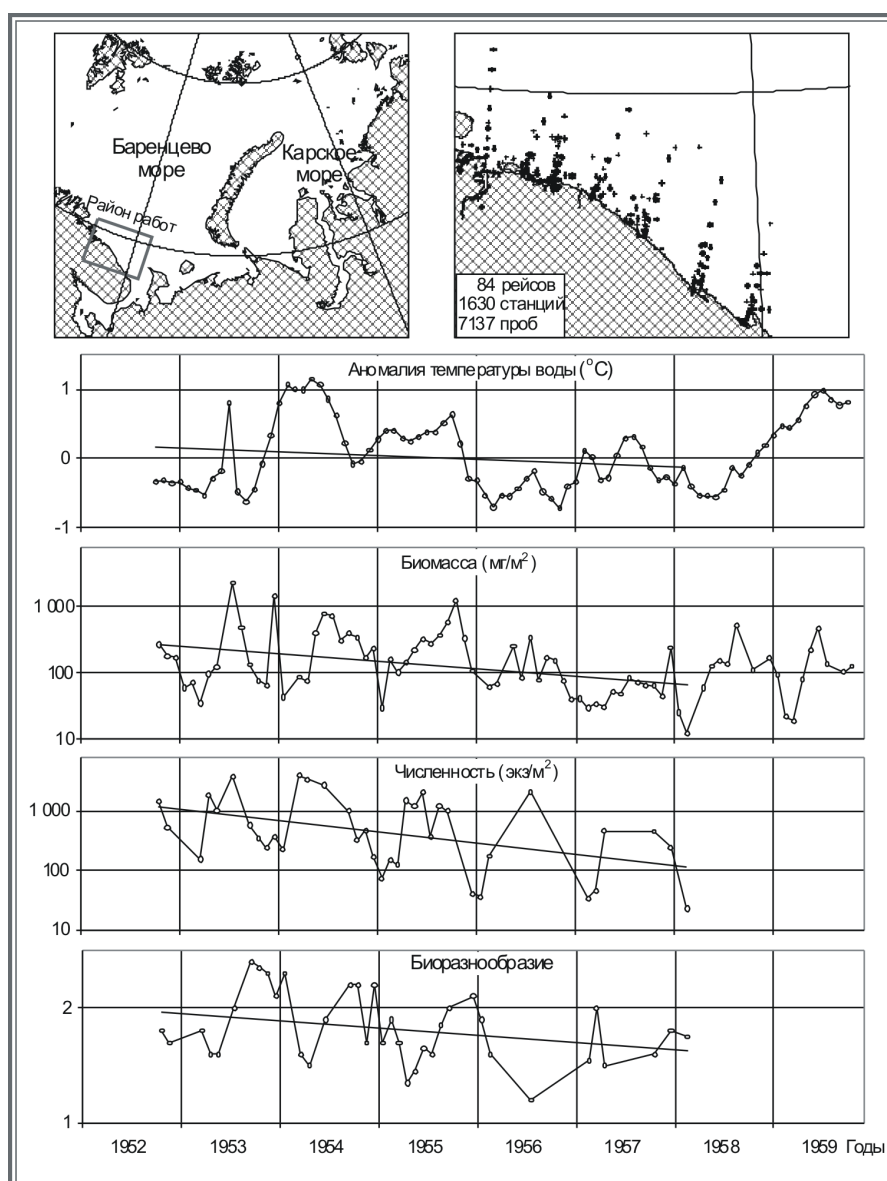 Баренцево
море
Карское
море
Район работ
84 рейсов
1630 станций
7137 проб
Аномалия температуры воды (°C)
1
0
-1
Биомасса (мг/м²)
1 000
100
10
Численность (экз/м²)
1 000
100
10
Биоразнообразие
2
1
1952 1953 1954 1955 1956 1957 1958 1959 Годы